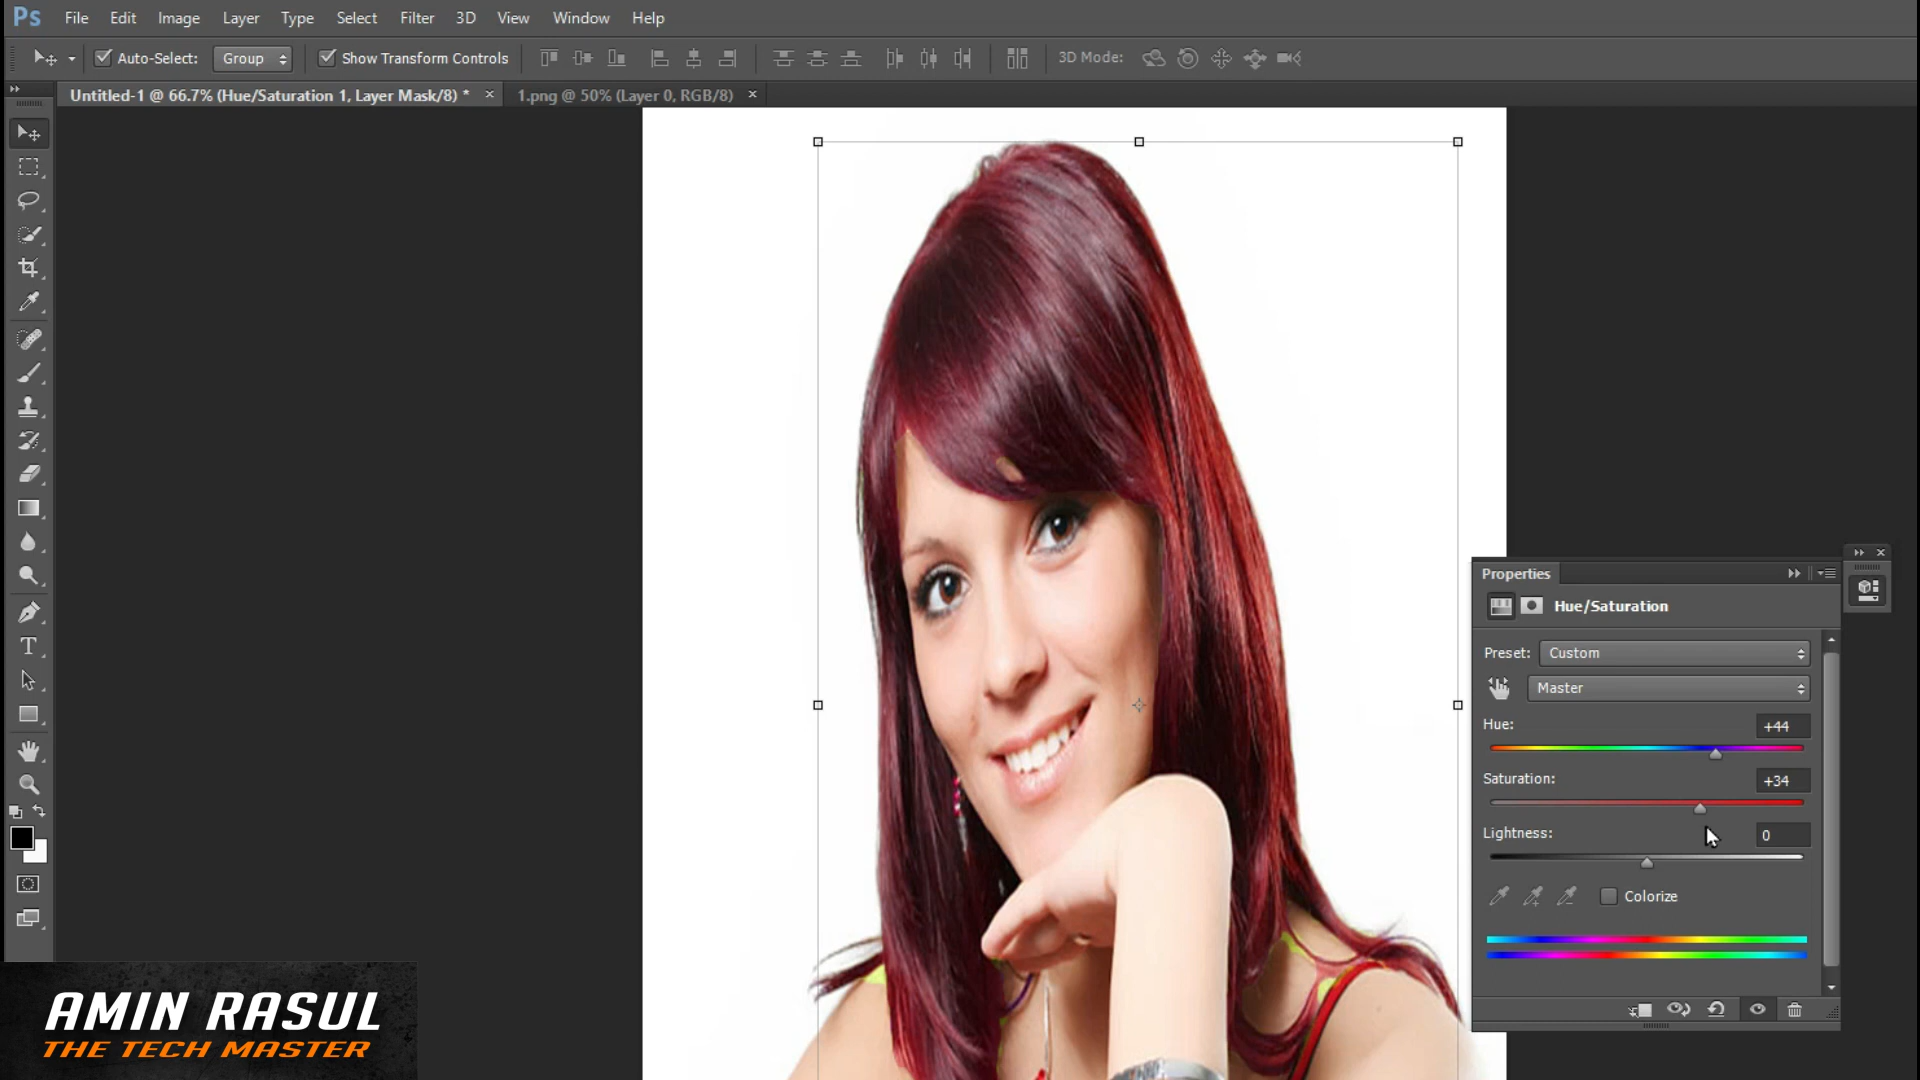 Ps File Edit Image Layer Type Select Filter 3D View Window Help
Auto-Select: Group Show Transform Controls 3D Mode:
Untitled-1 @ 66.7% (Hue/Saturation 1, Layer Mask/8) * × 1.png @ 50% (Layer 0, RGB/8) ×
Properties
Hue/Saturation
Preset: Custom
Master
Hue: +44
Saturation: +34
Lightness: 0
Colorize
T
AMIN RASUL
THE TECH MASTER